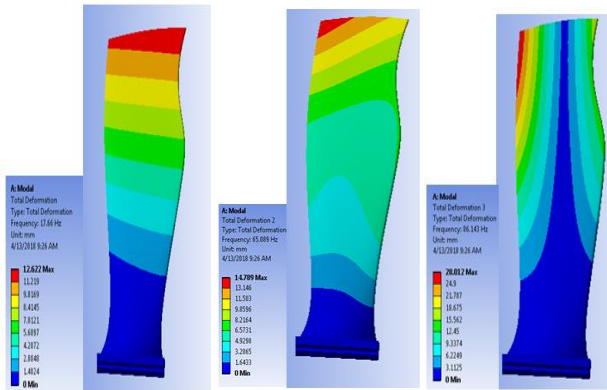 A: Modal
Total Deformation
Type: Total Deformation
Frequency: 17.66 Hz
Unit: mm
4/13/2018 9:26 AM
12.622 Max
11.219
9.8169
8.4145
7.0121
5.6097
4.2072
2.8048
1.4024
0 Min
A: Modal
Total Deformation 2
Type: Total Deformation
Frequency: 65.089 Hz
Unit: mm
4/13/2018 9:26 AM
14.789 Max
13.146
11.503
9.8596
8.2164
6.5731
4.9298
3.2865
1.6433
0 Min
A: Modal
Total Deformation 3
Type: Total Deformation
Frequency: 86.143 Hz
Unit: mm
4/13/2018 9:26 AM
28.012 Max
24.9
21.787
18.675
15.562
12.45
9.3374
6.2249
3.1125
0 Min